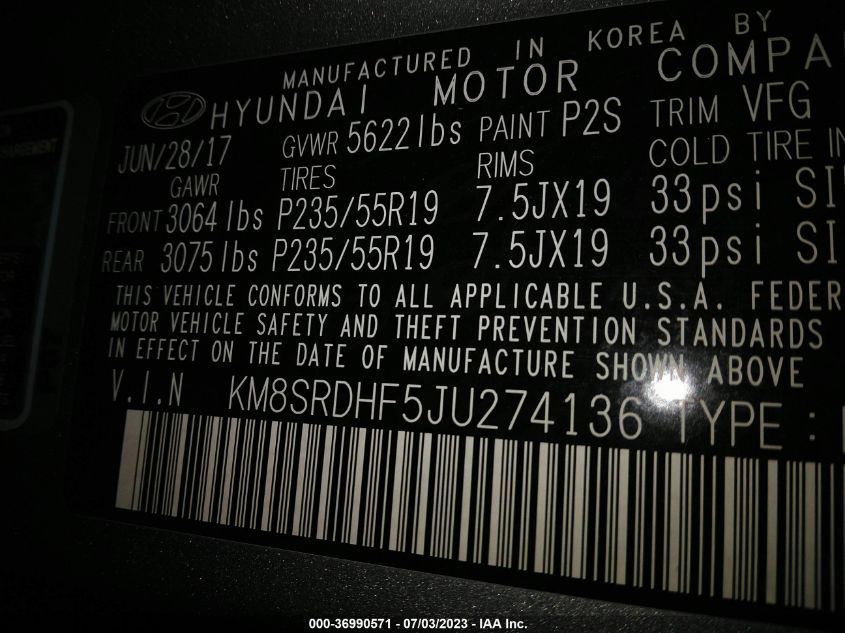 MANUFACTURED IN KOREA BY
HYUNDAI MOTOR COMPA
JUN/28/17 GVWR 5622lbs PAINT P2S TRIM VFG
GAWR TIRES RIMS COLD TIRE IN
FRONT 3064 lbs P235/55R19 7.5JX19 33psi SI
REAR 3075 lbs P235/55R19 7.5JX19 33psi SI
THIS VEHICLE CONFORMS TO ALL APPLICABLE U.S.A. FEDER
MOTOR VEHICLE SAFETY AND THEFT PREVENTION STANDARDS
IN EFFECT ON THE DATE OF MANUFACTURE SHOWN ABOVE
V.I.N KM8SRDHF5JU274136 TYPE :
000-36990571 - 07/03/2023 - IAA Inc.